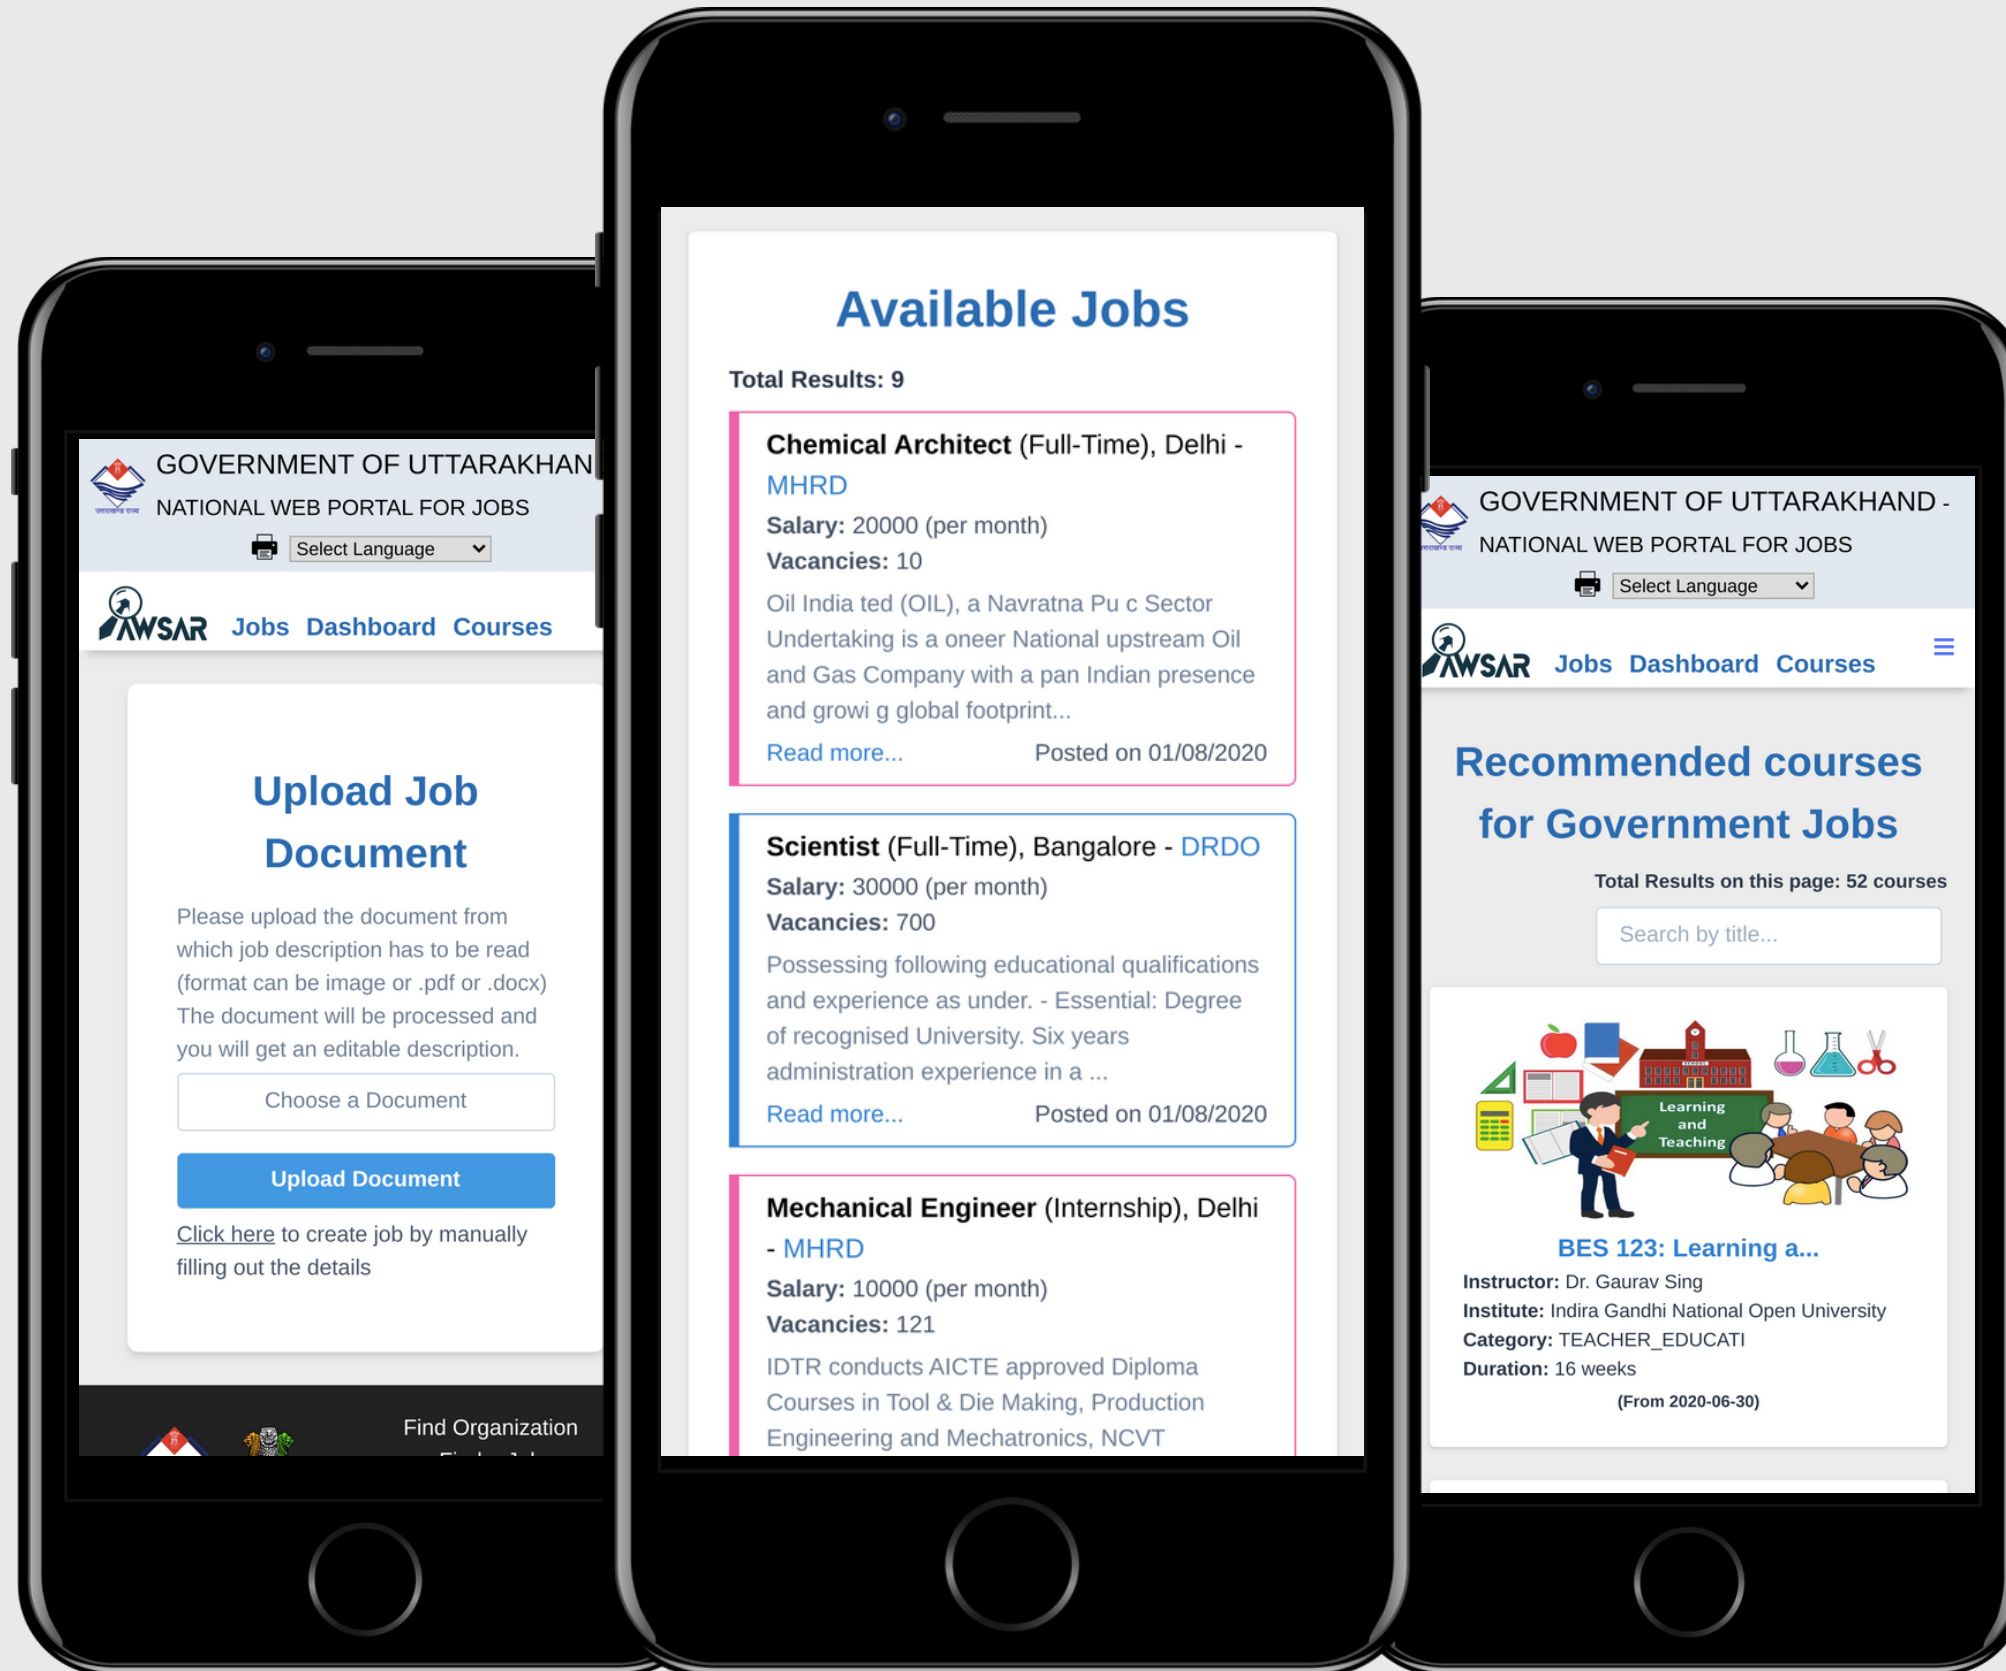 GOVERNMENT OF UTTARAKHAN
NATIONAL WEB PORTAL FOR JOBS
उत्तराखण्ड राज्य
Select Language
AWSAR
Jobs Dashboard Courses
Upload Job
Document
Please upload the document from
which job description has to be read
(format can be image or .pdf or .docx)
The document will be processed and
you will get an editable description.
Choose a Document
Upload Document
Click here to create job by manually
filling out the details
Find Organization
Available Jobs
Total Results: 9
Chemical Architect (Full-Time), Delhi -
MHRD
Salary: 20000 (per month)
Vacancies: 10
Oil India ted (OIL), a Navratna Pu c Sector
Undertaking is a oneer National upstream Oil
and Gas Company with a pan Indian presence
and growi g global footprint...
Read more... Posted on 01/08/2020
Scientist (Full-Time), Bangalore - DRDO
Salary: 30000 (per month)
Vacancies: 700
Possessing following educational qualifications
and experience as under. - Essential: Degree
of recognised University. Six years
administration experience in a ...
Read more... Posted on 01/08/2020
Mechanical Engineer (Internship), Delhi
- MHRD
Salary: 10000 (per month)
Vacancies: 121
IDTR conducts AICTE approved Diploma
Courses in Tool & Die Making, Production
Engineering and Mechatronics, NCVT
GOVERNMENT OF UTTARAKHAND -
NATIONAL WEB PORTAL FOR JOBS
Select Language
AWSAR
Jobs Dashboard Courses
Recommended courses
for Government Jobs
Total Results on this page: 52 courses
Search by title...
SCHOOL
Learning
and
Teaching
BES 123: Learning a...
Instructor: Dr. Gaurav Sing
Institute: Indira Gandhi National Open University
Category: TEACHER_EDUCATI
Duration: 16 weeks
(From 2020-06-30)